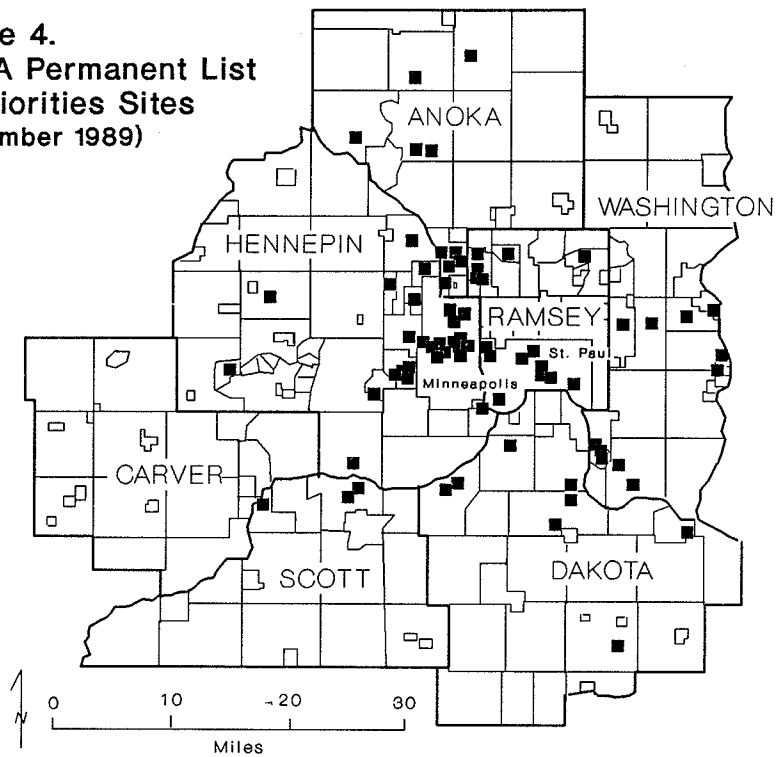 e 4.
A Permanent List
iorities Sites
mber 1989)
ANOKA
WASHINGTON
HENNEPIN
RAMSEY
St. Paul
Minneapolis
CARVER
SCOTT
DAKOTA
N
0 10 20 30
Miles